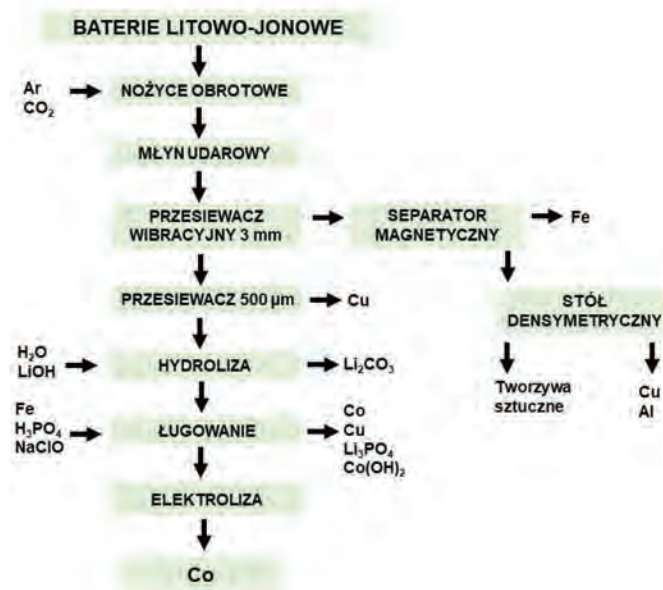 BATERIE LITOWO-JONOWE
Ar
CO₂
NOŻYCE OBROTOWE
MŁYN UDAROWY
PRZESIEWACZ
WIBRACYJNY 3 mm
SEPARATOR
MAGNETYCZNY
Fe
PRZESIEWACZ 500 µm
Cu
STÓŁ
DENSYMETRYCZNY
H₂O
LiOH
HYDROLIZA
Li₂CO₃
Tworzywa
sztuczne
Cu
Al
Fe
H₃PO₄
NaClO
ŁUGOWANIE
Co
Cu
Li₃PO₄
Co(OH)₂
ELEKTROLIZA
Co